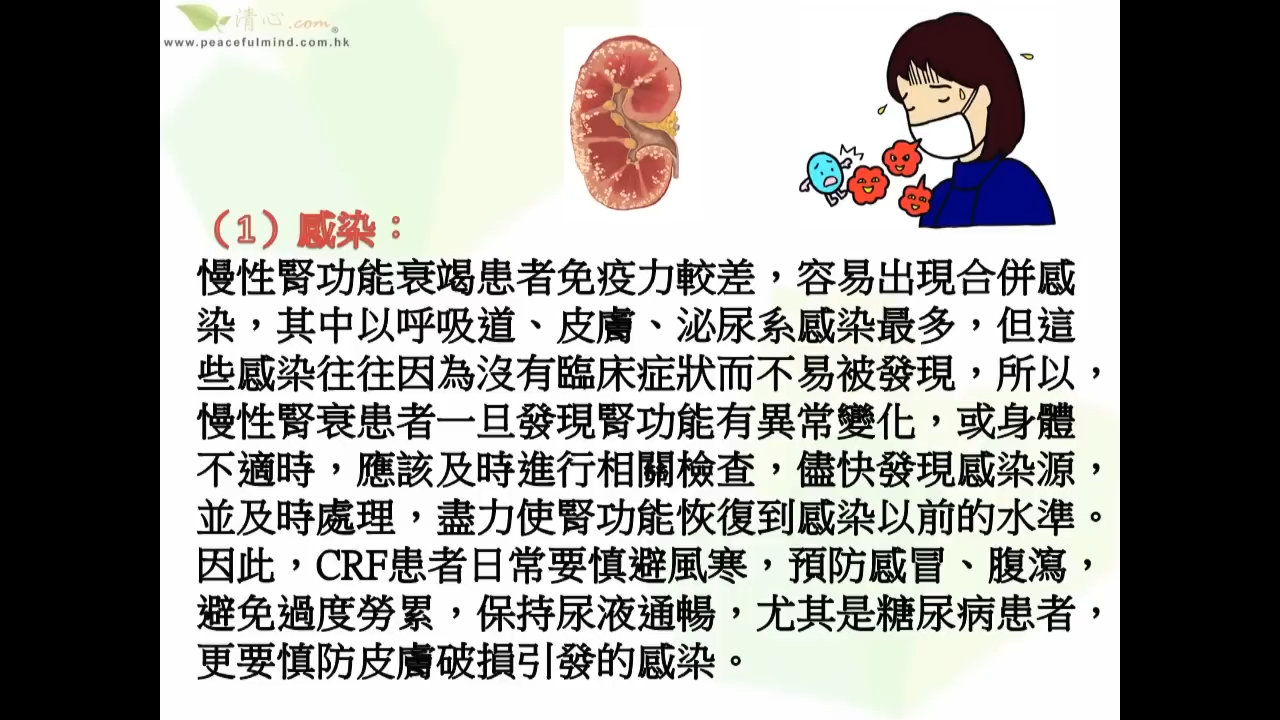 清心.com®
www.peacefulmind.com.hk
（1）感染：
慢性腎功能衰竭患者免疫力較差，容易出現合併感
染，其中以呼吸道、皮膚、泌尿系感染最多，但這
些感染往往因為沒有臨床症狀而不易被發現，所以，
慢性腎衰患者一旦發現腎功能有異常變化，或身體
不適時，應該及時進行相關檢查，儘快發現感染源，
並及時處理，盡力使腎功能恢復到感染以前的水準。
因此，CRF患者日常要慎避風寒，預防感冒、腹瀉，
避免過度勞累，保持尿液通暢，尤其是糖尿病患者，
更要慎防皮膚破損引發的感染。